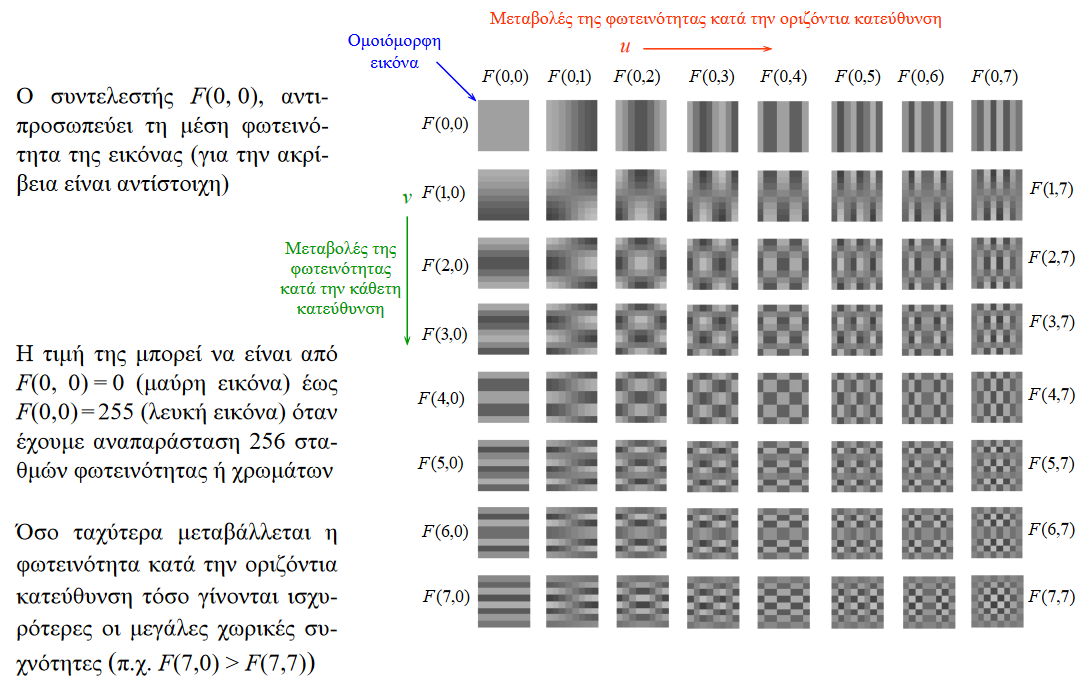 Μεταβολές της φωτεινότητας κατά την οριζόντια κατεύθυνση
u
Ομοιόμορφη
εικόνα
F(0,0) F(0,1) F(0,2) F(0,3) F(0,4) F(0,5) F(0,6) F(0,7)
Ο συντελεστής F(0, 0), αντι-
προσωπεύει τη μέση φωτεινό-
τητα της εικόνας (για την ακρί-
βεια είναι αντίστοιχη)
F(0,0)
v
F(1,0) F(1,7)
Μεταβολές της
φωτεινότητας
κατά την κάθετη
κατεύθυνση
F(2,0) F(2,7)
F(3,0) F(3,7)
Η τιμή της μπορεί να είναι από
F(0, 0)=0 (μαύρη εικόνα) έως
F(0,0)=255 (λευκή εικόνα) όταν
έχουμε αναπαράσταση 256 στα-
θμών φωτεινότητας ή χρωμάτων
F(4,0) F(4,7)
F(5,0) F(5,7)
Όσο ταχύτερα μεταβάλλεται η
φωτεινότητα κατά την οριζόντια
κατεύθυνση τόσο γίνονται ισχυ-
ρότερες οι μεγάλες χωρικές συ-
χνότητες (π.χ. F(7,0) > F(7,7))
F(6,0) F(6,7)
F(7,0) F(7,7)